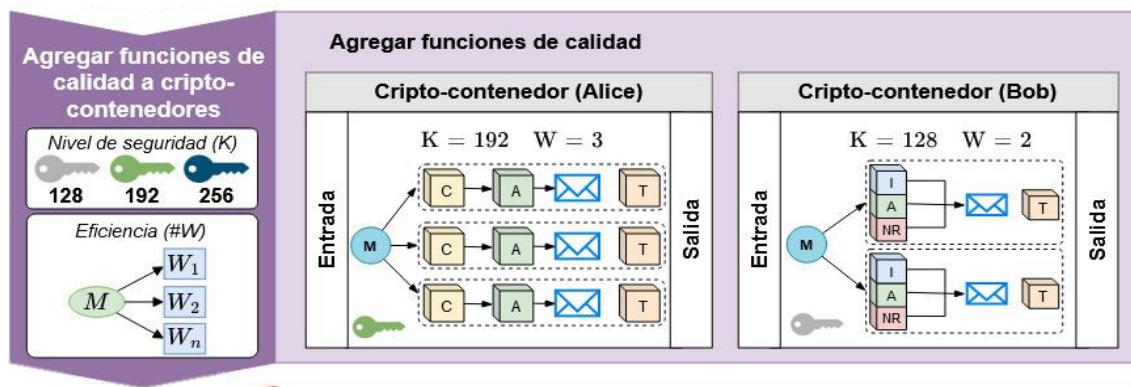 Agregar funciones de
calidad a cripto-
contenedores
Nivel de seguridad (K)
128 192 256
Eficiencia (#W)
M
W1
W2
Wn
Agregar funciones de calidad
Cripto-contenedor (Alice)
Entrada
K = 192 W = 3
M
C A T
C A T
C A T
Salida
Cripto-contenedor (Bob)
Entrada
K = 128 W = 2
M
I
A
NR
T
I
A
NR
T
Salida